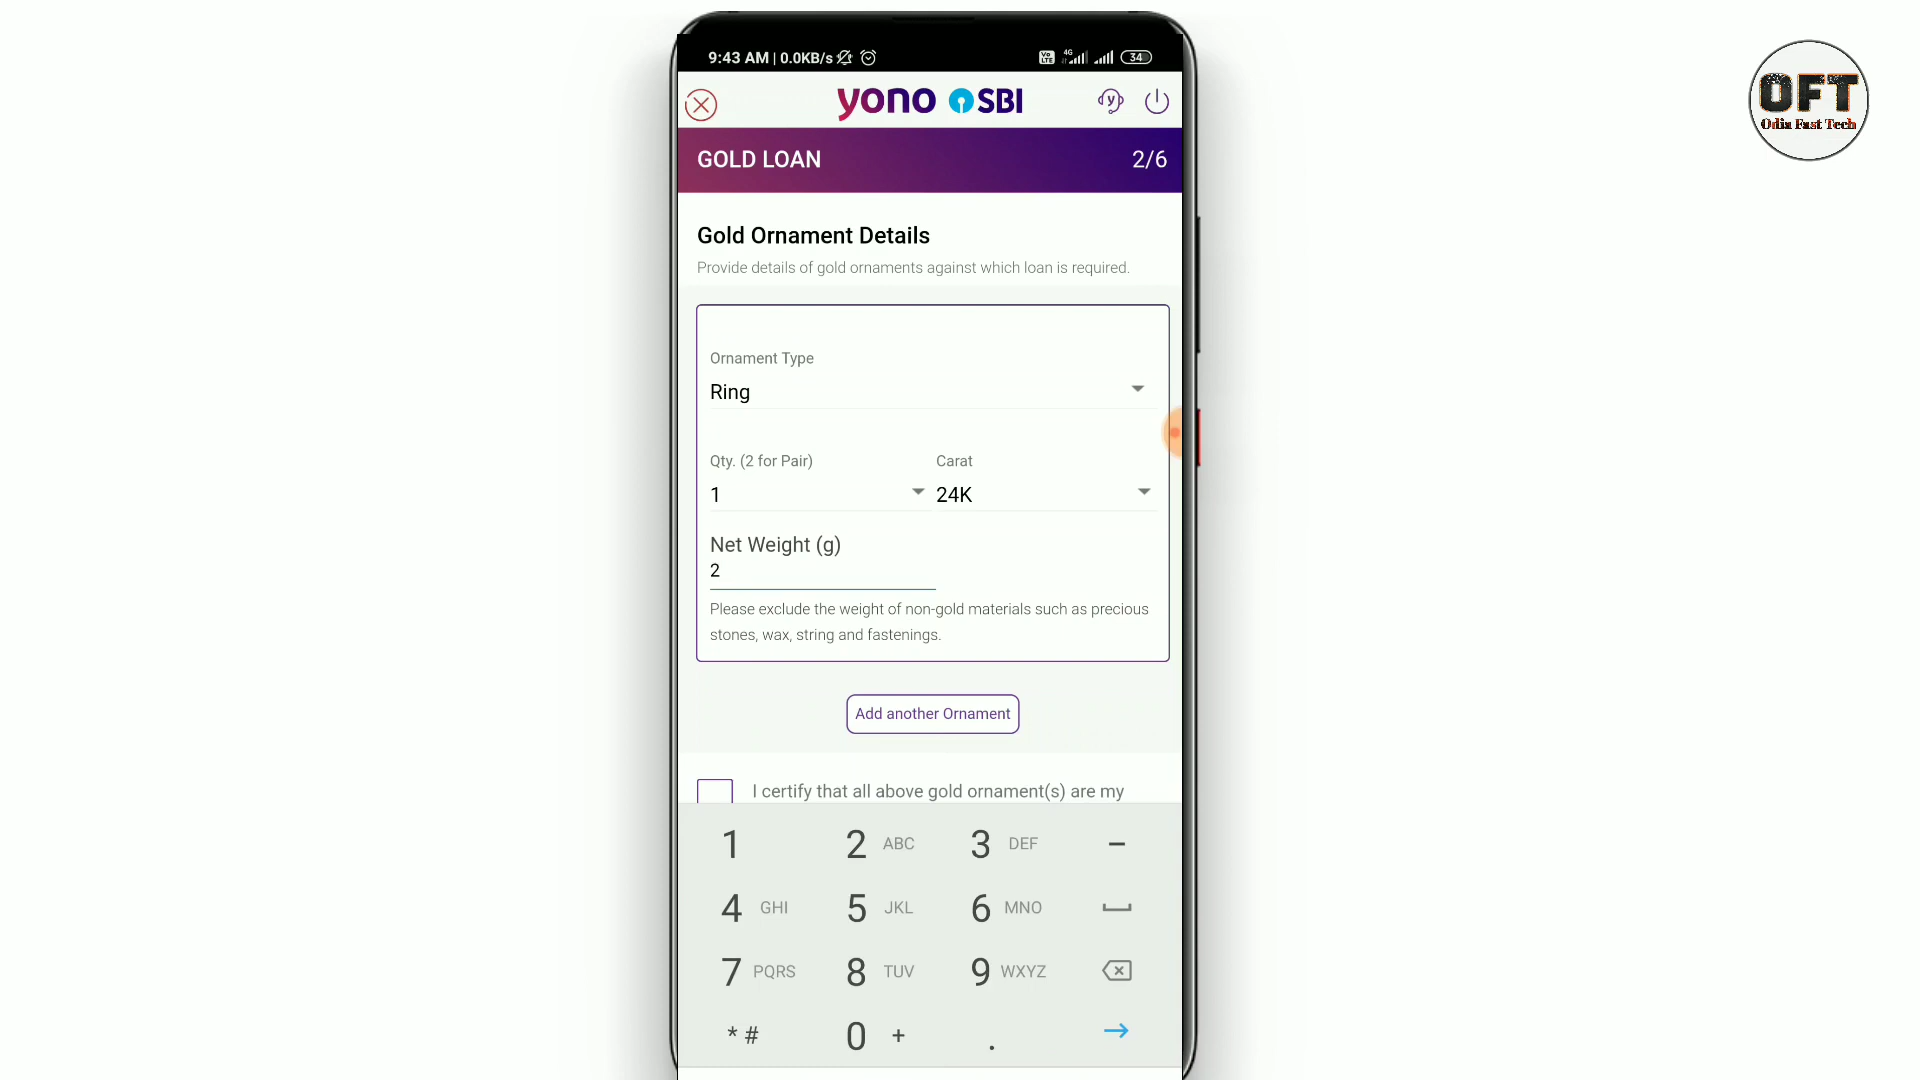 9:43 AM | 0.0KB/s
Vo LTE 4G 34
yono SBI
y
GOLD LOAN 2/6
Gold Ornament Details
Provide details of gold ornaments against which loan is required.
Ornament Type
Ring
Qty. (2 for Pair) Carat
1 24K
Net Weight (g)
2
Please exclude the weight of non-gold materials such as precious
stones, wax, string and fastenings.
Add another Ornament
I certify that all above gold ornament(s) are my
1 2 ABC 3 DEF -
4 GHI 5 JKL 6 MNO
7 PQRS 8 TUV 9 WXYZ
* # 0 + .
OFT
Odia Fast Tech